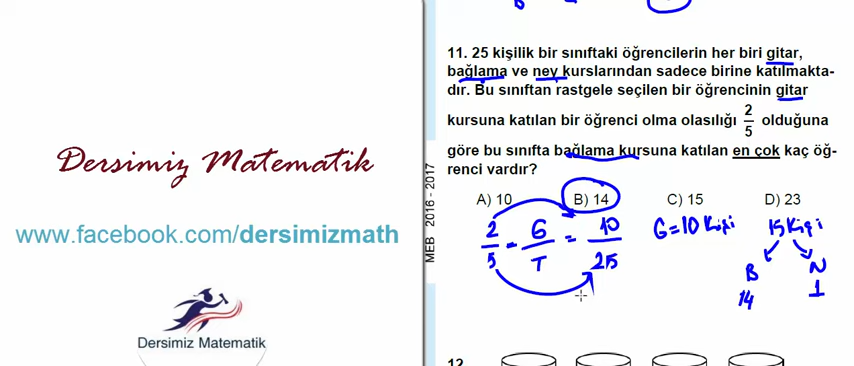 Dersimiz Matematik
www.facebook.com/dersimizmath
Dersimiz Matematik
MEB 2016 - 2017
11. 25 kişilik bir sınıftaki öğrencilerin her biri gitar,
bağlama ve ney kurslarından sadece birine katılmakta-
dır. Bu sınıftan rastgele seçilen bir öğrencinin gitar
kursuna katılan bir öğrenci olma olasılığı 2/5 olduğuna
göre bu sınıfta bağlama kursuna katılan en çok kaç öğ-
renci vardır?
A) 10 B) 14 C) 15 D) 23
2/5 = G/T = 10/25 G=10 Kişi 15 Kişi
B N
14 1
12